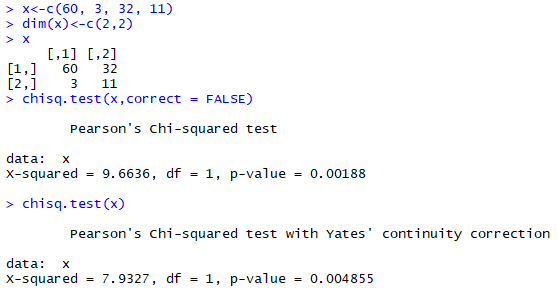 > x<-c(60, 3, 32, 11)
> dim(x)<-c(2,2)
> x
     [,1] [,2]
[1,]   60   32
[2,]    3   11
> chisq.test(x,correct = FALSE)
        Pearson's Chi-squared test
data:  x
X-squared = 9.6636, df = 1, p-value = 0.00188
> chisq.test(x)
        Pearson's Chi-squared test with Yates' continuity correction
data:  x
X-squared = 7.9327, df = 1, p-value = 0.004855